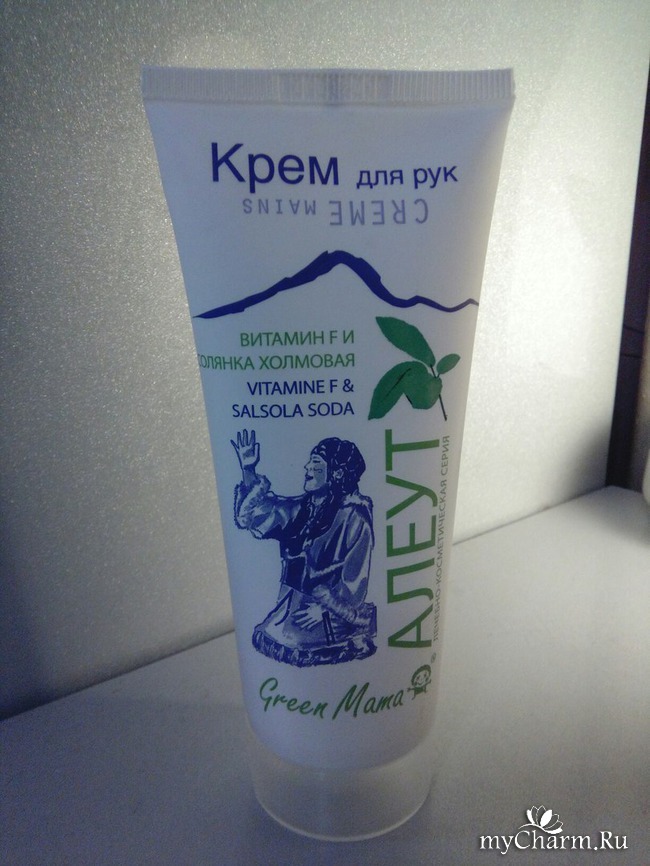 Крем для рук
CREME MAINS
ВИТАМИН F И
СОЛЯНКА ХОЛМОВАЯ
VITAMINE F &
SALSOLA SODA
АЛЕУТ
ЛЕЧЕБНО-КОСМЕТИЧЕСКАЯ СЕРИЯ
Green Mama
®
myCharm.Ru